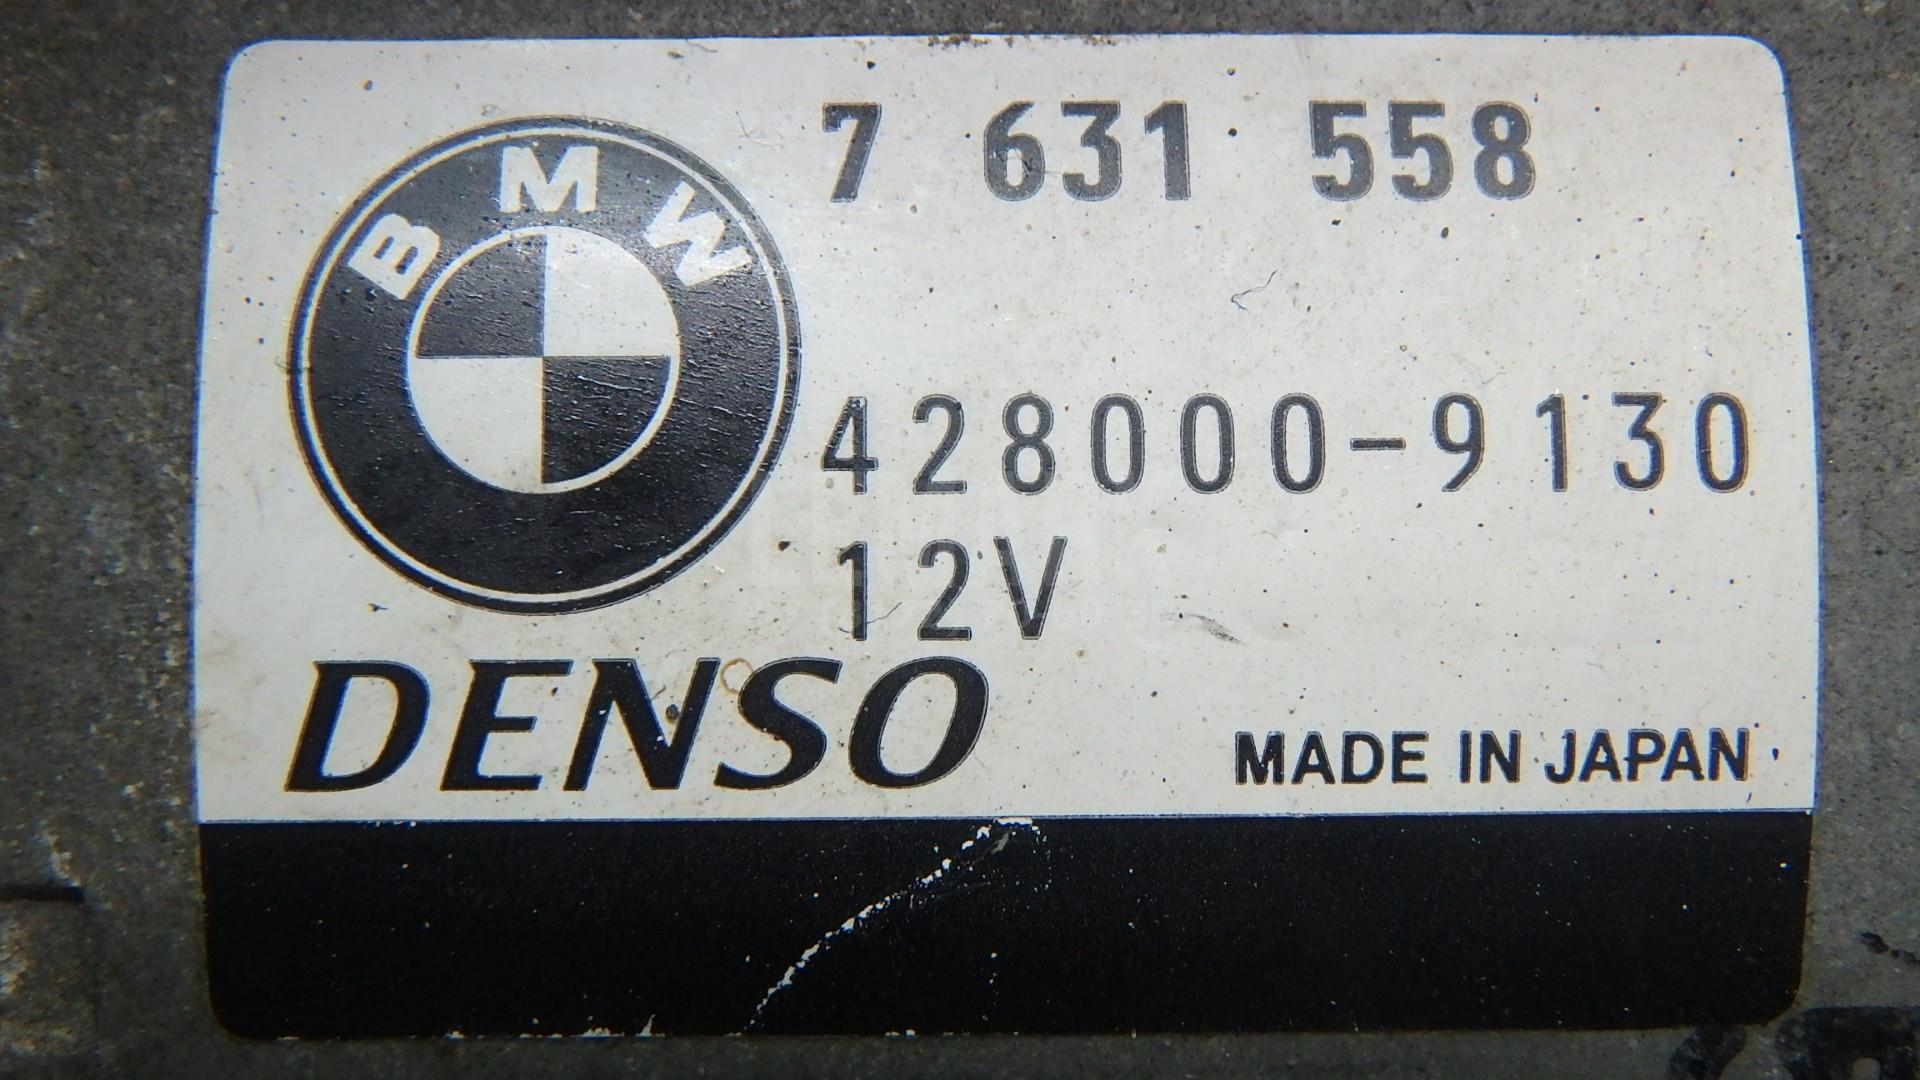 BMW
7 631 558
428000-9130
12V
DENSO
MADE IN JAPAN